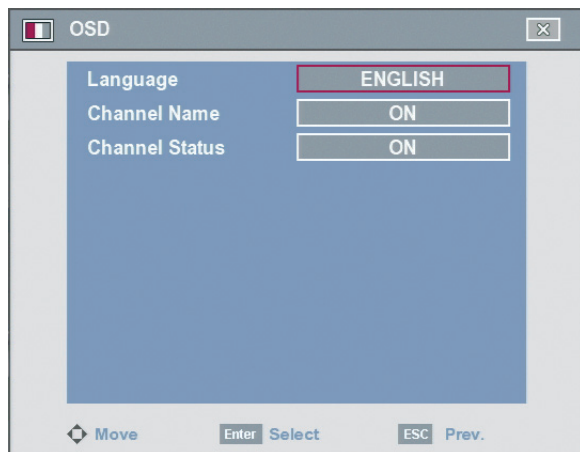 OSD
Language ENGLISH
Channel Name ON
Channel Status ON
Move Enter Select ESC Prev.